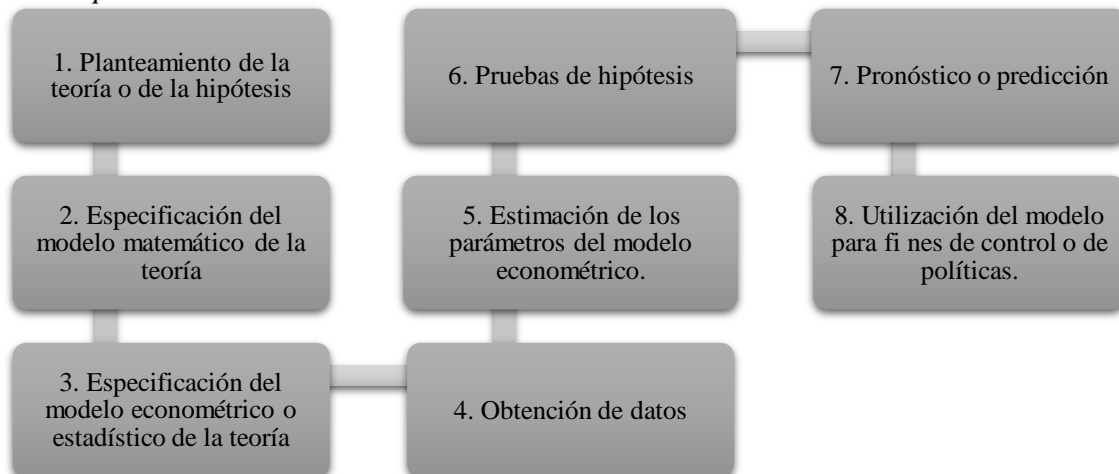 1. Planteamiento de la
teoría o de la hipótesis
2. Especificación del
modelo matemático de la
teoría
3. Especificación del
modelo econométrico o
estadístico de la teoría
4. Obtención de datos
5. Estimación de los
parámetros del modelo
econométrico.
6. Pruebas de hipótesis
7. Pronóstico o predicción
8. Utilización del modelo
para fi nes de control o de
políticas.